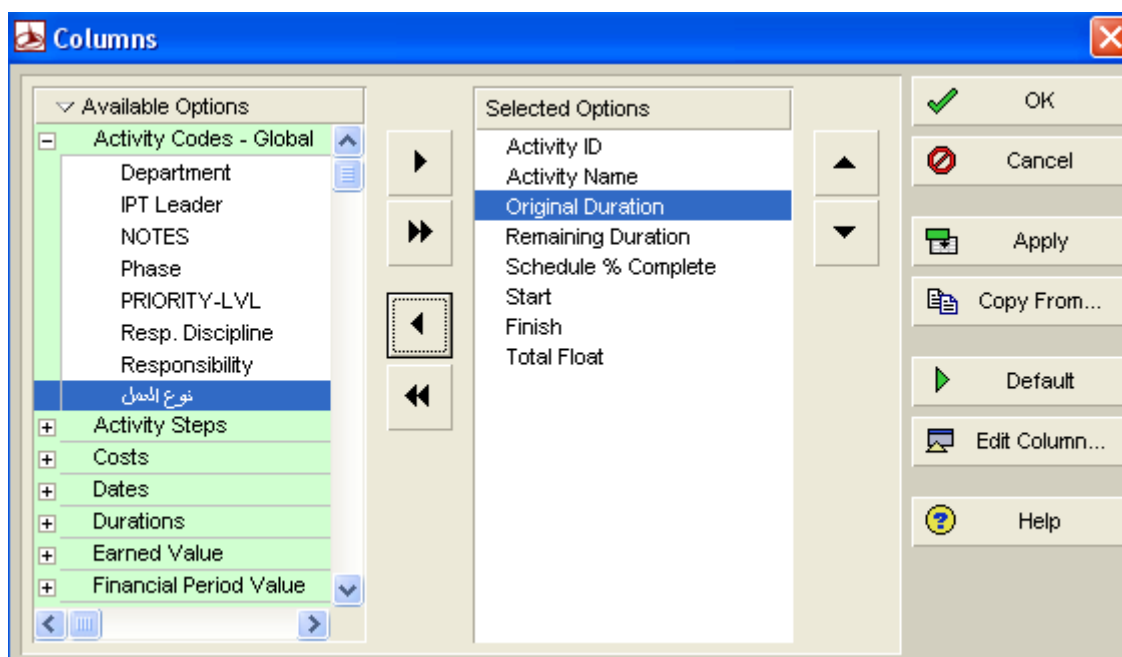 Columns
Available Options
Activity Codes - Global
Department
IPT Leader
NOTES
Phase
PRIORITY-LVL
Resp. Discipline
Responsibility
نوع العمل
Activity Steps
Costs
Dates
Durations
Earned Value
Financial Period Value
Selected Options
Activity ID
Activity Name
Original Duration
Remaining Duration
Schedule % Complete
Start
Finish
Total Float
OK
Cancel
Apply
Copy From...
Default
Edit Column...
Help